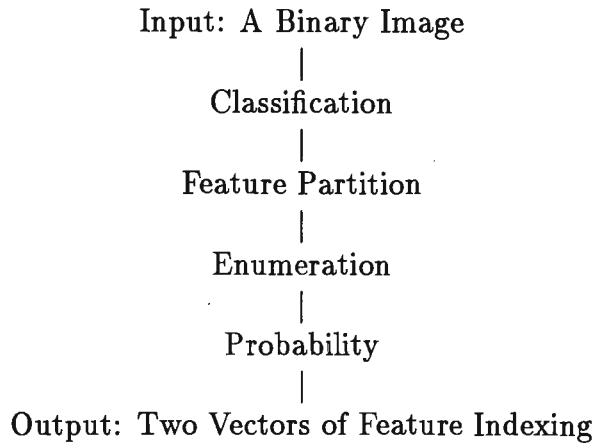 Input: A Binary Image
Classification
Feature Partition
Enumeration
Probability
Output: Two Vectors of Feature Indexing